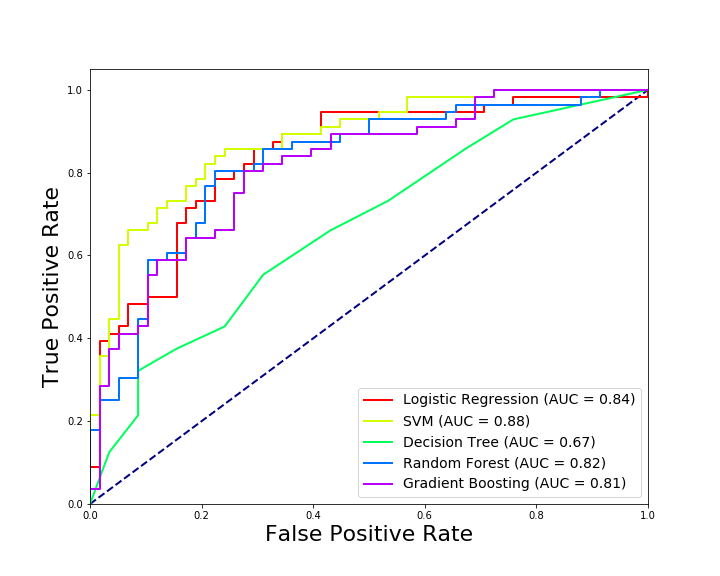 True Positive Rate
1.0
0.8
0.6
0.4
0.2
0.0
Logistic Regression (AUC = 0.84)
SVM (AUC = 0.88)
Decision Tree (AUC = 0.67)
Random Forest (AUC = 0.82)
Gradient Boosting (AUC = 0.81)
0.0 0.2 0.4 0.6 0.8 1.0
False Positive Rate